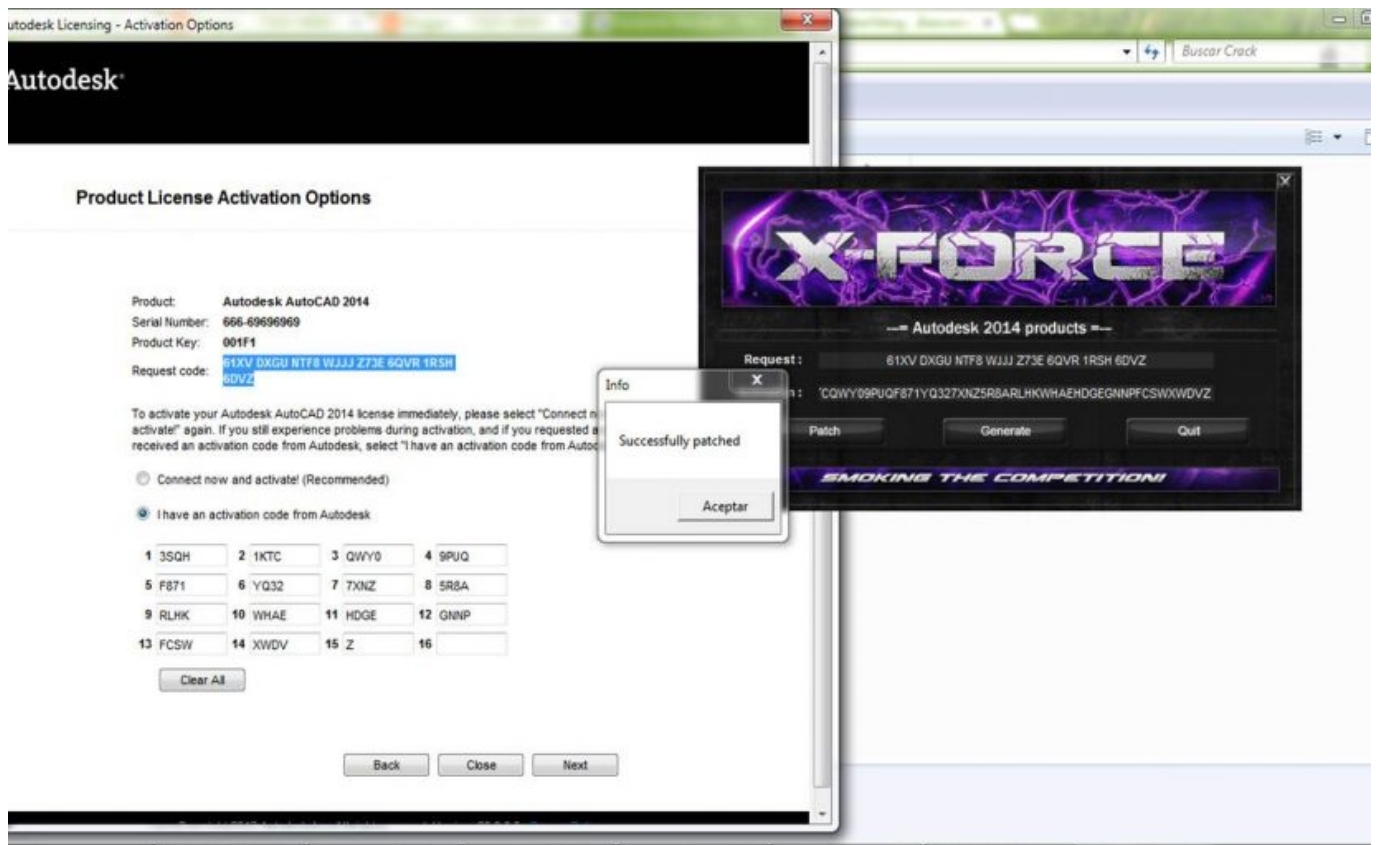 utodesk Licensing - Activation Options
Buscar Crack
Autodesk
Product License Activation Options
Product: Autodesk AutoCAD 2014
Serial Number: 666-69696969
Product Key: 001F1
Request code: 61XV DXGU NTF8 WJJJ Z73E 6QVR 1RSH
6DVZ
To activate your Autodesk AutoCAD 2014 license immediately, please select "Connect n
activate!" again. If you still experience problems during activation, and if you requested a
received an activation code from Autodesk, select "I have an activation code from Autod
Connect now and activate! (Recommended)
I have an activation code from Autodesk
1 3SQH 2 1KTC 3 QWY0 4 9PUQ
5 F871 6 YQ32 7 7XNZ 8 5R8A
9 RLHK 10 WHAE 11 HDGE 12 GNNP
13 FCSW 14 XWDV 15 Z 16
Clear All
Back Close Next
Info
Successfully patched
Aceptar
X-FORCE
---= Autodesk 2014 products =---
Request : 61XV DXGU NTF8 WJJJ Z73E 6QVR 1RSH 6DVZ
n : TCQWY09PUQF871YQ327XNZ5R8ARLHKWHAEHDGEGNNPFCSWXWDVZ
Patch Generate Quit
SMOKING THE COMPETITION!